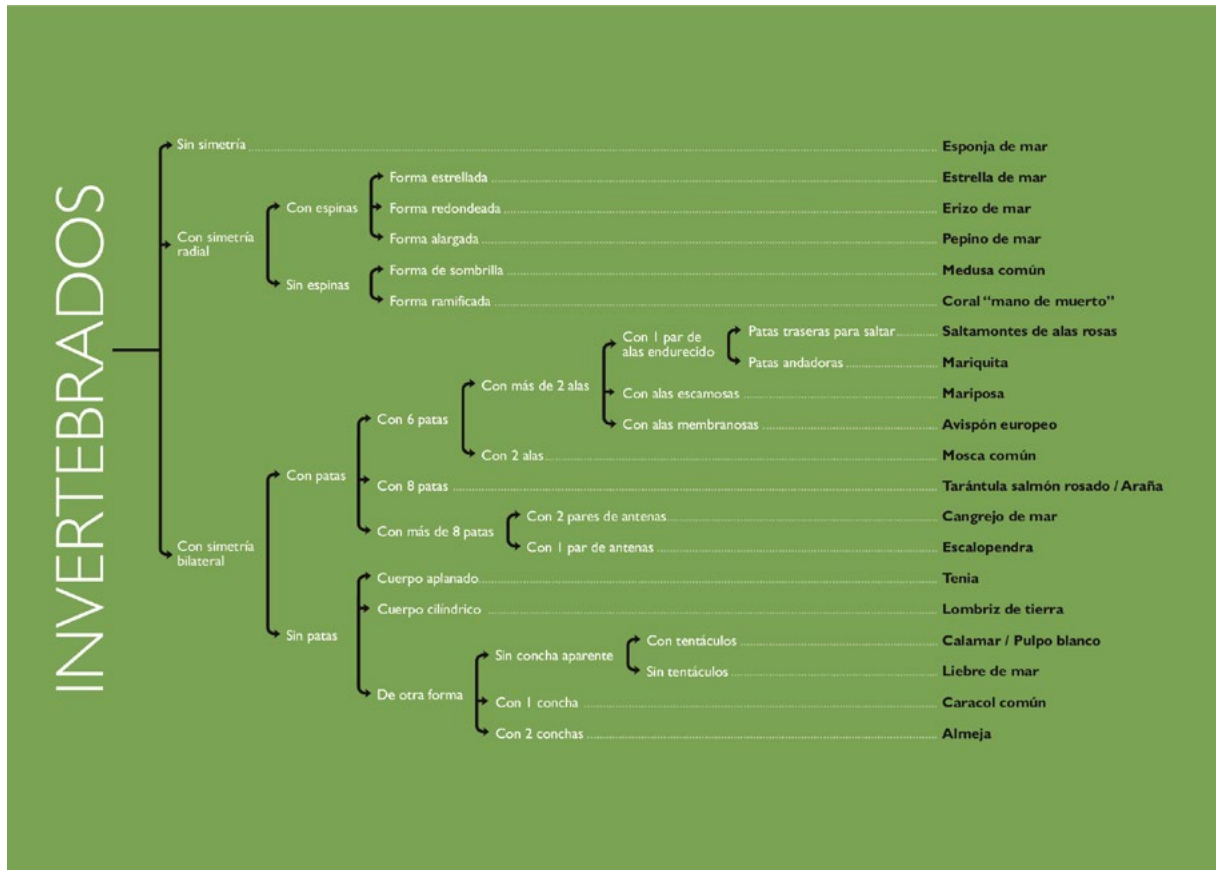 INVERTEBRADOS
Sin simetría
Esponja de mar
Forma estrellada
Estrella de mar
Con espinas
Forma redondeada
Erizo de mar
Con simetría
radial
Forma alargada
Pepino de mar
Forma de sombrilla
Medusa común
Sin espinas
Forma ramificada
Coral “mano de muerto”
Con 1 par de
alas endurecido
Patas traseras para saltar
Saltamontes de alas rosas
Patas andadoras
Mariquita
Con más de 2 alas
Con alas escamosas
Mariposa
Con 6 patas
Con alas membranosas
Avispón europeo
Con 2 alas
Mosca común
Con patas
Con 8 patas
Tarántula salmón rosado / Araña
Con más de 8 patas
Con 2 pares de antenas
Cangrejo de mar
Con 1 par de antenas
Escalopendra
Con simetría
bilateral
Cuerpo aplanado
Tenia
Cuerpo cilíndrico
Lombriz de tierra
Sin patas
Sin concha aparente
Con tentáculos
Calamar / Pulpo blanco
Sin tentáculos
Liebre de mar
De otra forma
Con 1 concha
Caracol común
Con 2 conchas
Almeja